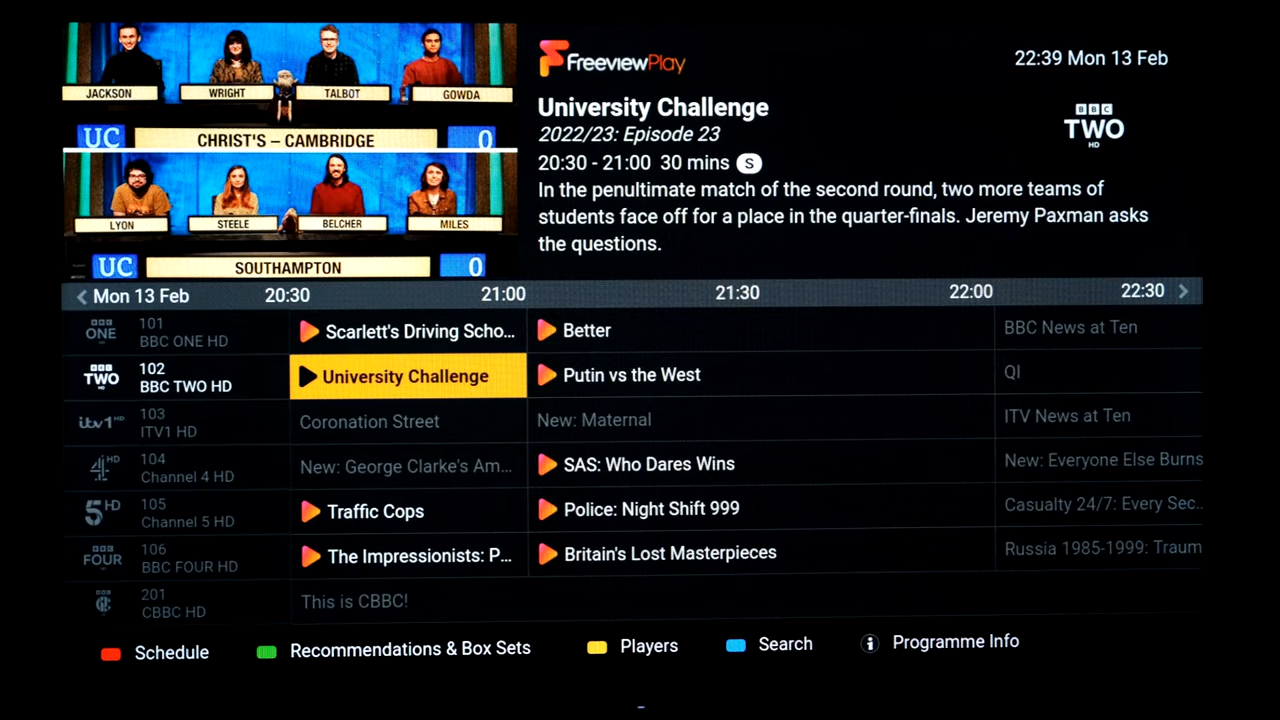 JACKSON WRIGHT TALBOT GOWDA
UC CHRIST'S – CAMBRIDGE 0
LYON STEELE BELCHER MILES
UC SOUTHAMPTON 0
FreeviewPlay
22:39 Mon 13 Feb
University Challenge
BBC
TWO
HD
2022/23: Episode 23
20:30 - 21:00 30 mins S
In the penultimate match of the second round, two more teams of
students face off for a place in the quarter-finals. Jeremy Paxman asks
the questions.
Mon 13 Feb 20:30 21:00 21:30 22:00 22:30
BBC ONE 101 BBC ONE HD Scarlett's Driving Scho... Better BBC News at Ten
BBC TWO HD 102 BBC TWO HD University Challenge Putin vs the West QI
itv1 HD 103 ITV1 HD Coronation Street New: Maternal ITV News at Ten
4 HD 104 Channel 4 HD New: George Clarke's Am... SAS: Who Dares Wins New: Everyone Else Burns
5 HD 105 Channel 5 HD Traffic Cops Police: Night Shift 999 Casualty 24/7: Every Sec..
BBC FOUR 106 BBC FOUR HD The Impressionists: P... Britain's Lost Masterpieces Russia 1985-1999: Traum
201 CBBC HD This is CBBC!
Schedule Recommendations & Box Sets Players Search i Programme Info